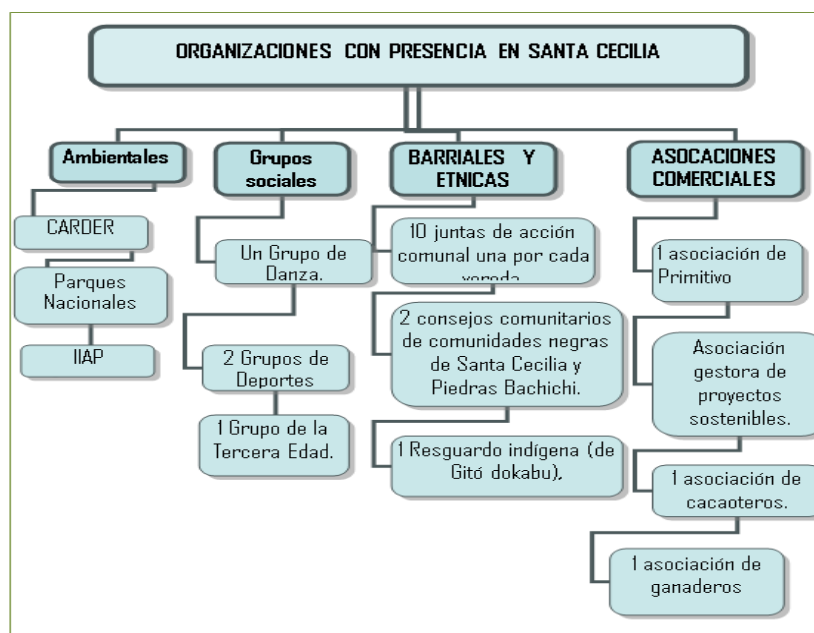 ORGANIZACIONES CON PRESENCIA EN SANTA CECILIA
Ambientales
CARDER
Parques
Nacionales
IIAP
Grupos
sociales
Un Grupo de
Danza.
2 Grupos de
Deportes
1 Grupo de la
Tercera Edad.
BARRIALES Y
ETNICAS
10 juntas de acción
comunal una por cada
2 consejos comunitarios
de comunidades negras
de Santa Cecilia y
Piedras Bachichi.
1 Resguardo indígena (de
Gitó dokabu),
ASOCACIONES
COMERCIALES
1 asociación de
Primitivo
Asociación
gestora de
proyectos
sostenibles.
1 asociación de
cacaoteros.
1 asociación de
ganaderos